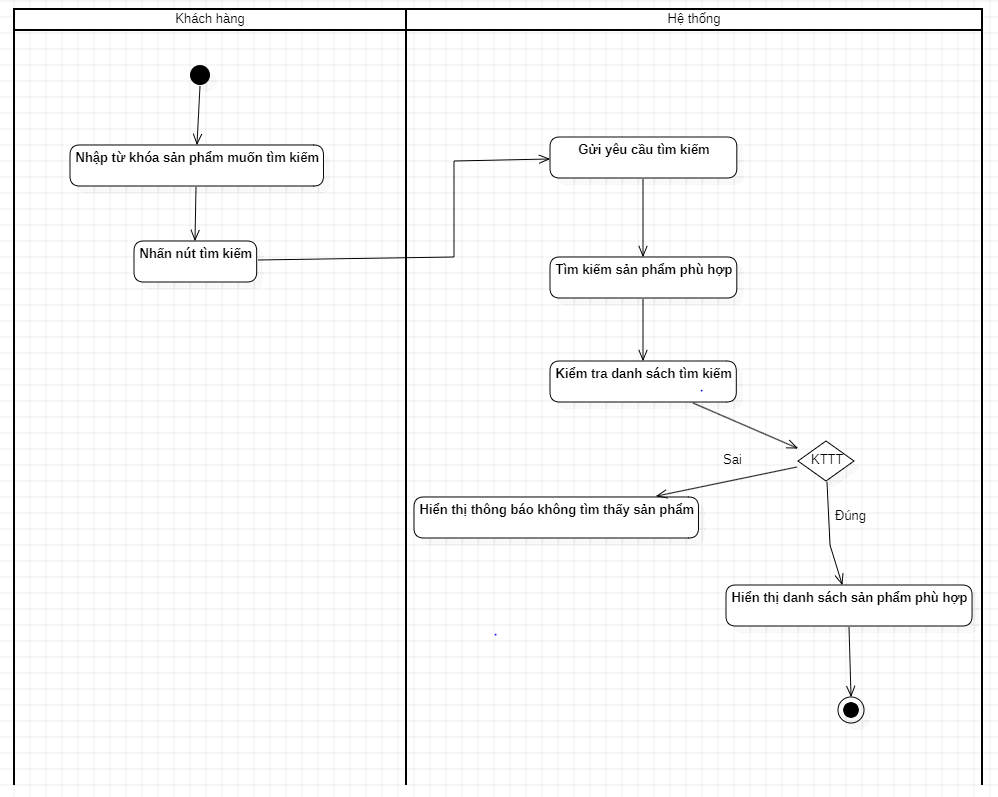 Khách hàng
Hệ thống
Nhập từ khóa sản phẩm muốn tìm kiếm
Nhấn nút tìm kiếm
Gửi yêu cầu tìm kiếm
Tìm kiếm sản phẩm phù hợp
Kiểm tra danh sách tìm kiếm
KTTT
Sai
Hiển thị thông báo không tìm thấy sản phẩm
Đúng
Hiển thị danh sách sản phẩm phù hợp